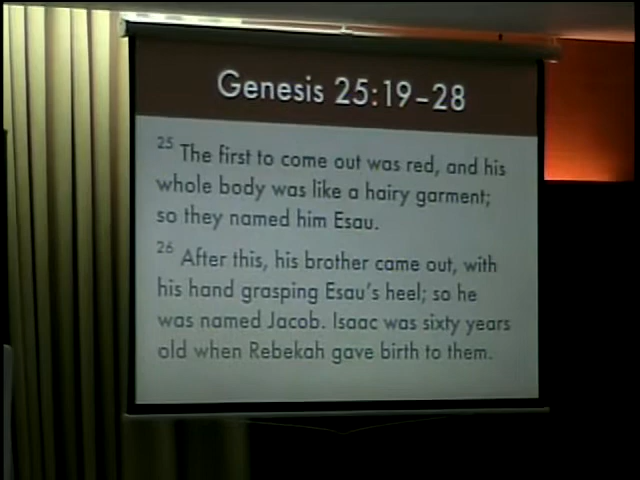 Genesis 25:19-28
25 The first to come out was red, and his
whole body was like a hairy garment;
so they named him Esau.
26 After this, his brother came out, with
his hand grasping Esau's heel; so he
was named Jacob. Isaac was sixty years
old when Rebekah gave birth to them.